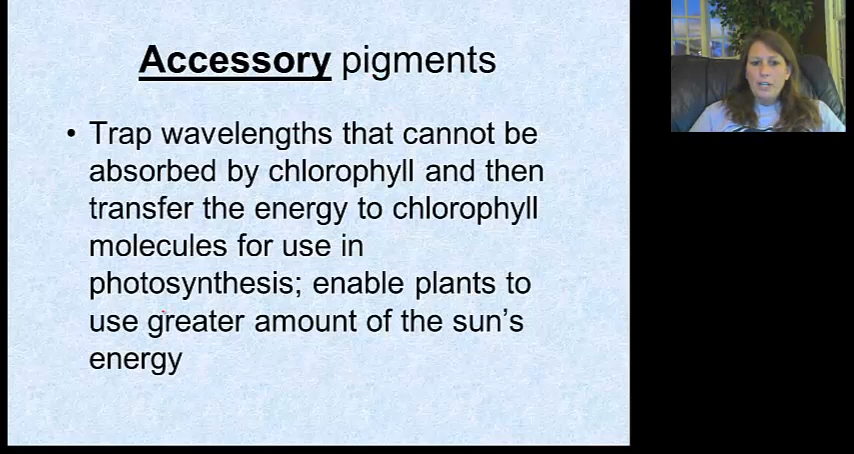 Accessory pigments
• Trap wavelengths that cannot be
absorbed by chlorophyll and then
transfer the energy to chlorophyll
molecules for use in
photosynthesis; enable plants to
use greater amount of the sun's
energy